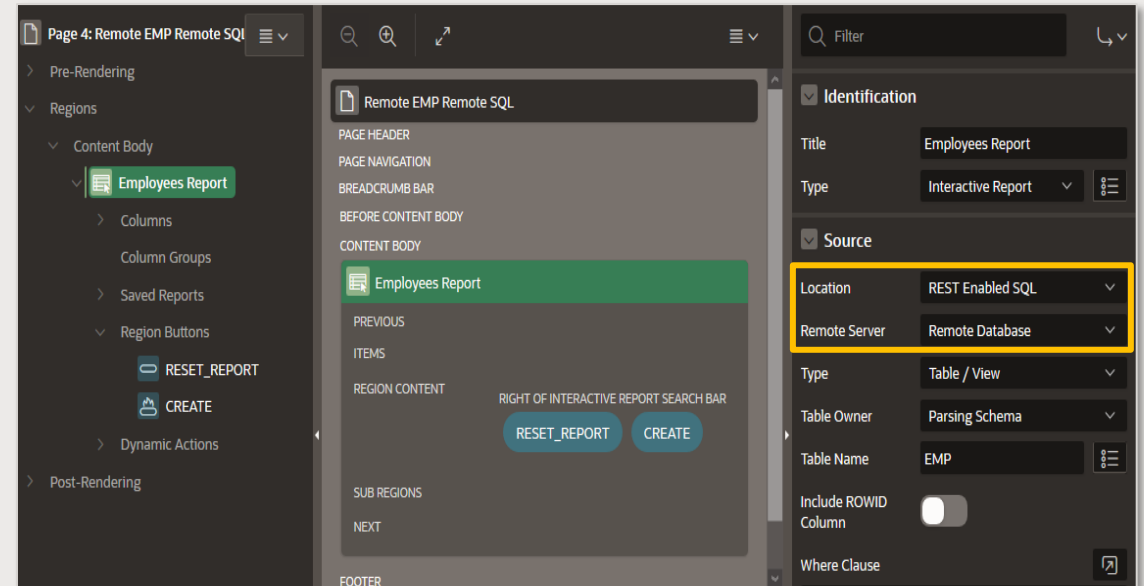 Page 4: Remote EMP Remote SQL
Pre-Rendering
Regions
Content Body
Employees Report
Columns
Column Groups
Saved Reports
Region Buttons
RESET_REPORT
CREATE
Dynamic Actions
Post-Rendering
Remote EMP Remote SQL
PAGE HEADER
PAGE NAVIGATION
BREADCRUMB BAR
BEFORE CONTENT BODY
CONTENT BODY
Employees Report
PREVIOUS
ITEMS
REGION CONTENT
RIGHT OF INTERACTIVE REPORT SEARCH BAR
RESET_REPORT CREATE
SUB REGIONS
NEXT
FOOTER
Filter
Identification
Title Employees Report
Type Interactive Report
Source
Location REST Enabled SQL
Remote Server Remote Database
Type Table / View
Table Owner Parsing Schema
Table Name EMP
Include ROWID
Column
Where Clause